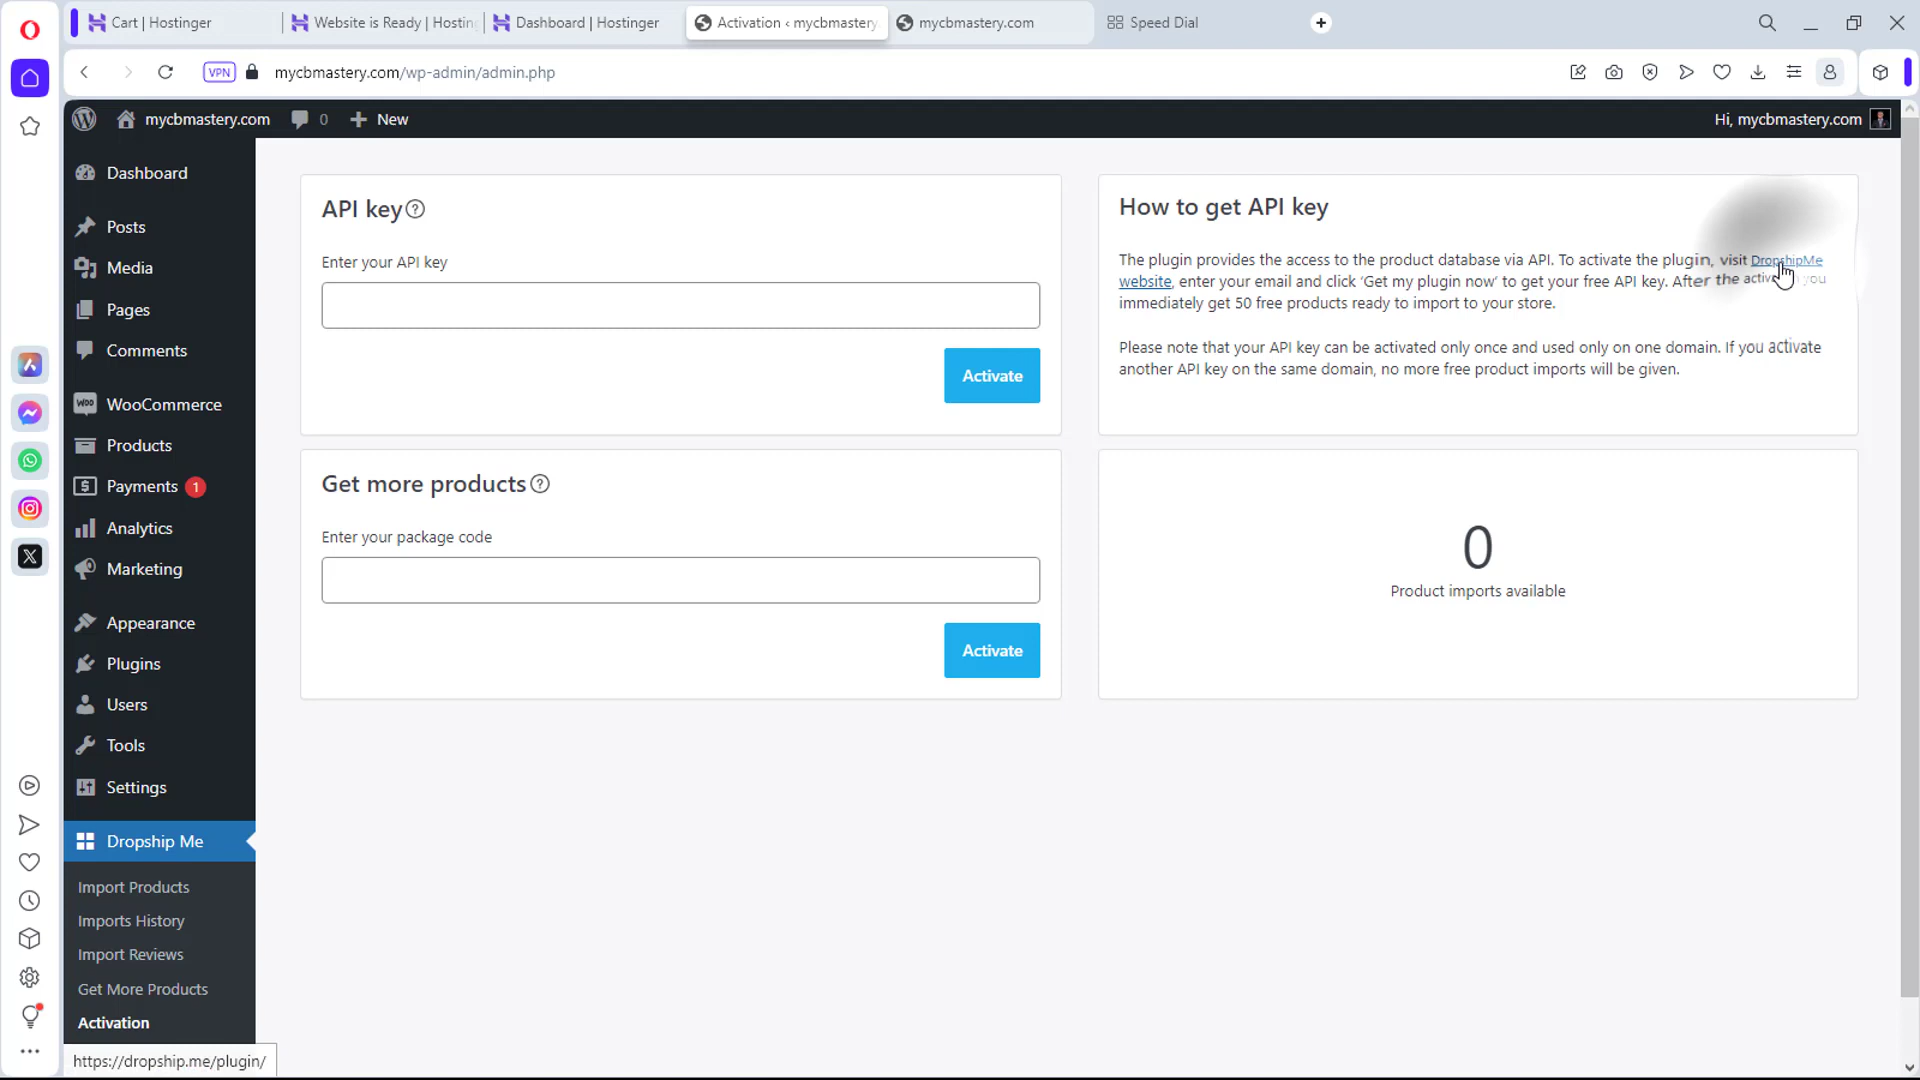 Cart | Hostinger
Website is Ready | Hostin
Dashboard | Hostinger
Activation ‹ mycbmastery
mycbmastery.com
Speed Dial
VPN
mycbmastery.com/wp-admin/admin.php
mycbmastery.com
0
New
Hi, mycbmastery.com
Dashboard
Posts
Media
Pages
Comments
WOO
WooCommerce
Products
Payments 1
Analytics
Marketing
Appearance
Plugins
Users
Tools
Settings
Dropship Me
Import Products
Imports History
Import Reviews
Get More Products
Activation
https://dropship.me/plugin/
API key
Enter your API key
Activate
How to get API key
The plugin provides the access to the product database via API. To activate the plugin, visit DropshipMe
website, enter your email and click ‘Get my plugin now’ to get your free API key. After the you
immediately get 50 free products ready to import to your store.
Please note that your API key can be activated only once and used only on one domain. If you activate
another API key on the same domain, no more free product imports will be given.
Get more products
Enter your package code
Activate
0
Product imports available